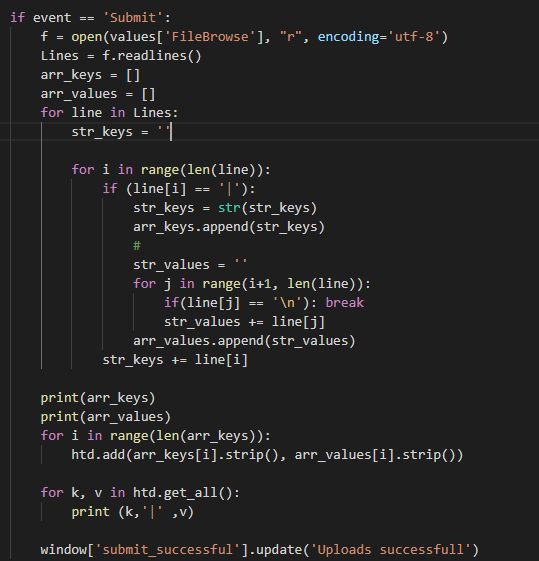 if event == 'Submit':
    f = open(values['FileBrowse'], "r", encoding='utf-8')
    Lines = f.readlines()
    arr_keys = []
    arr_values = []
    for line in Lines:
        str_keys = ''

        for i in range(len(line)):
            if (line[i] == '|'):
                str_keys = str(str_keys)
                arr_keys.append(str_keys)
                #
                str_values = ''
                for j in range(i+1, len(line)):
                    if(line[j] == '\n'): break
                    str_values += line[j]
                arr_values.append(str_values)
            str_keys += line[i]

    print(arr_keys)
    print(arr_values)
    for i in range(len(arr_keys)):
        htd.add(arr_keys[i].strip(), arr_values[i].strip())

    for k, v in htd.get_all():
        print (k,'|' ,v)

    window['submit_successful'].update('Uploads successfull')